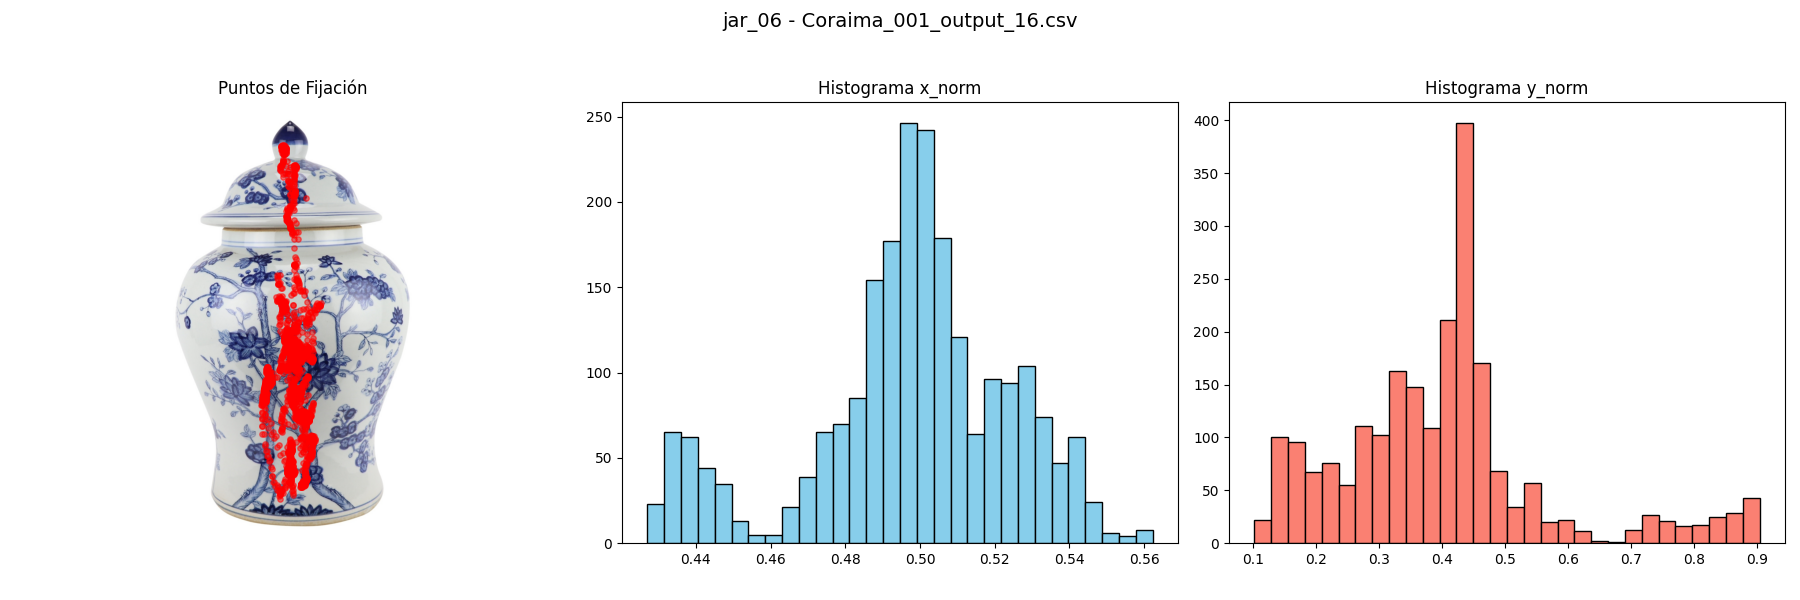 jar_06 - Coraima_001_output_16.csv
Puntos de Fijación
Histograma x_norm
250
200
150
100
50
0
0.44 0.46 0.48 0.50 0.52 0.54 0.56
Histograma y_norm
400
350
300
250
200
150
100
50
0
0.1 0.2 0.3 0.4 0.5 0.6 0.7 0.8 0.9